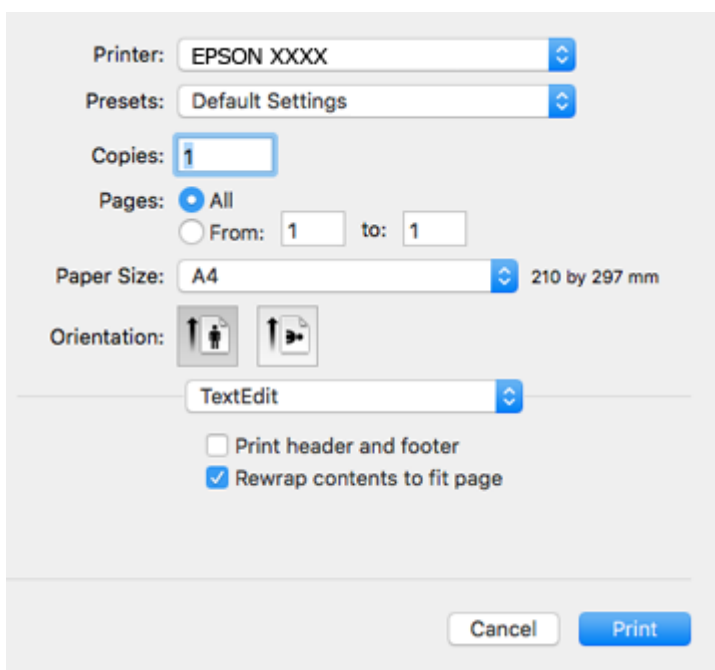 Printer: EPSON XXXX
Presets: Default Settings
Copies: 1
Pages: All
From: 1 to: 1
Paper Size: A4 210 by 297 mm
Orientation:
TextEdit
Print header and footer
Rewrap contents to fit page
Cancel Print